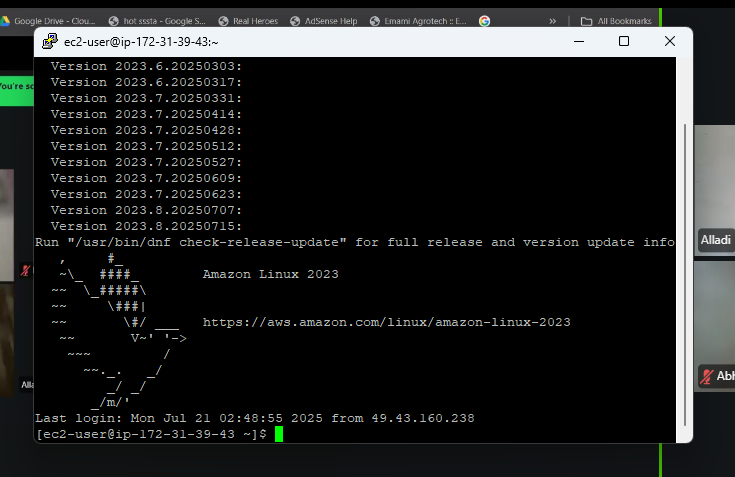 Google Drive - Clou...
hot sssta - Google S...
Real Heroes
AdSense Help
Emami Agrotech :: E...
»
All Bookmarks
ec2-user@ip-172-31-39-43:~
Version 2023.6.20250303:
Version 2023.6.20250317:
Version 2023.7.20250331:
Version 2023.7.20250414:
Version 2023.7.20250428:
Version 2023.7.20250512:
Version 2023.7.20250527:
Version 2023.7.20250609:
Version 2023.7.20250623:
Version 2023.8.20250707:
Version 2023.8.20250715:
Run "/usr/bin/dnf check-release-update" for full release and version update info
   ,     #_
   ~\_  ####_        Amazon Linux 2023
  ~~  \_#####\
  ~~     \###|
  ~~       \#/ ___   https://aws.amazon.com/linux/amazon-linux-2023
   ~~       V~' '->
    ~~~         /
      ~~._.   _/
         _/ _/
       _/m/'
Last login: Mon Jul 21 02:48:55 2025 from 49.43.160.238
[ec2-user@ip-172-31-39-43 ~]$
You're
Alladi
Alla
Abh